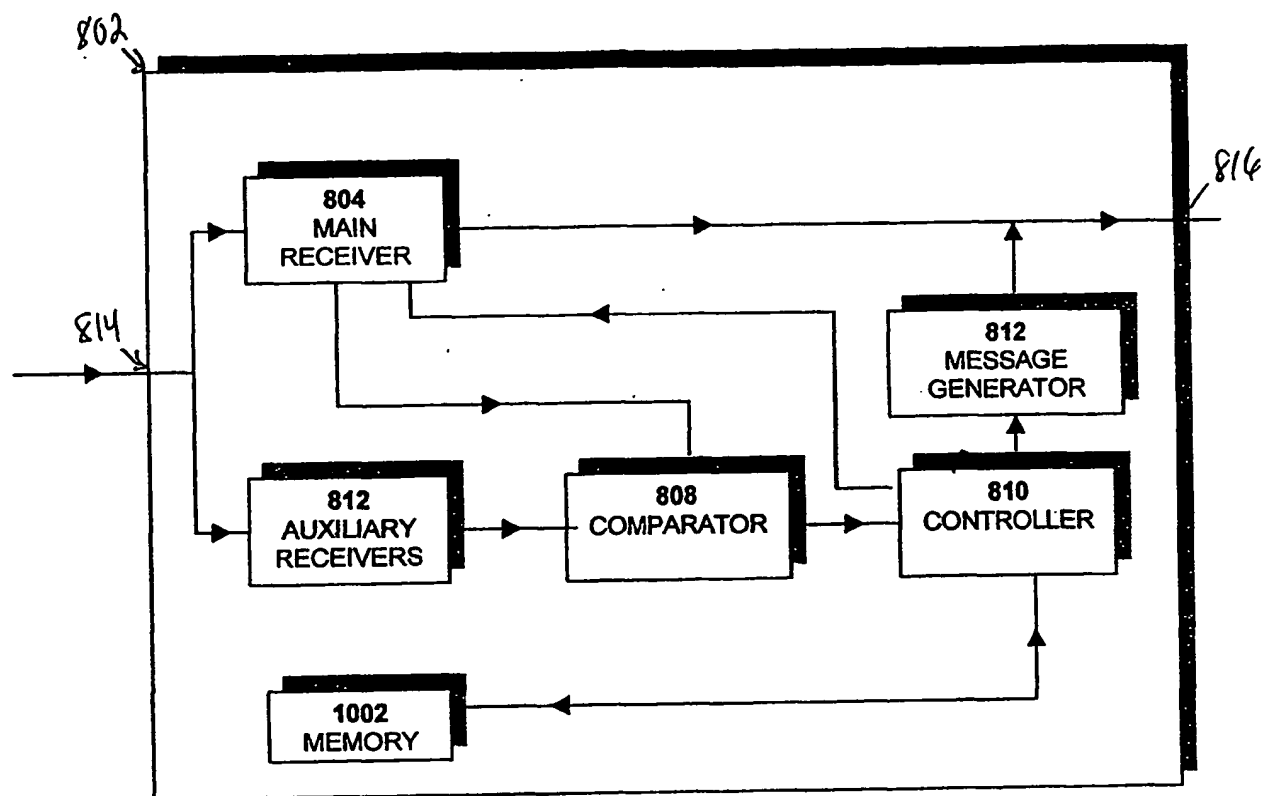 802
816
804
MAIN
RECEIVER
814
812
MESSAGE
GENERATOR
812
AUXILIARY
RECEIVERS
808
COMPARATOR
810
CONTROLLER
1002
MEMORY